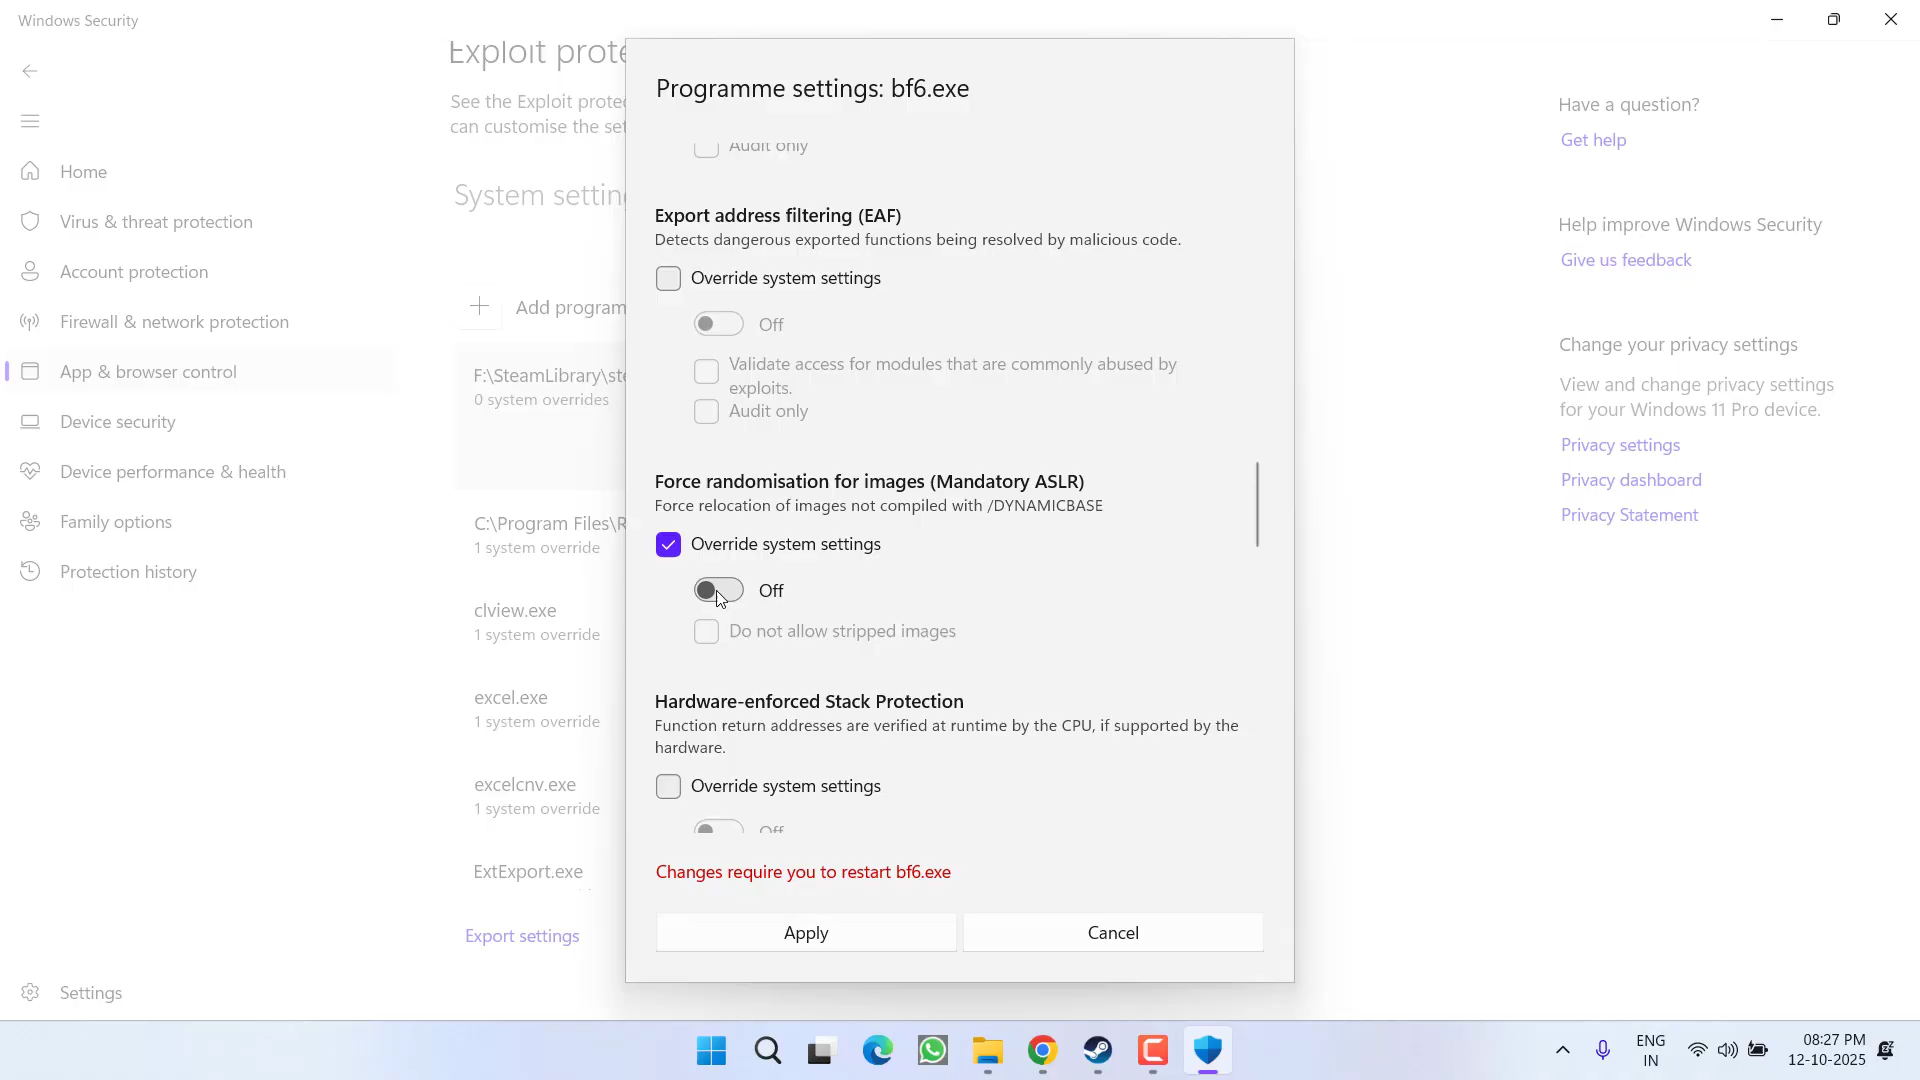 Windows Security
Exploit prote
See the Exploit protec
can customise the set
System setting
Add program
F:\SteamLibrary\ste
0 system overrides
C:\Program Files\R
1 system override
clview.exe
1 system override
excel.exe
1 system override
excelcnv.exe
1 system override
ExtExport.exe
Export settings
Home
Virus & threat protection
Account protection
Firewall & network protection
App & browser control
Device security
Device performance & health
Family options
Protection history
Settings
Programme settings: bf6.exe
Audit only
Export address filtering (EAF)
Detects dangerous exported functions being resolved by malicious code.
Override system settings
Off
Validate access for modules that are commonly abused by
exploits.
Audit only
Force randomisation for images (Mandatory ASLR)
Force relocation of images not compiled with /DYNAMICBASE
Override system settings
Off
Do not allow stripped images
Hardware-enforced Stack Protection
Function return addresses are verified at runtime by the CPU, if supported by the
hardware.
Override system settings
Off
Changes require you to restart bf6.exe
Apply
Cancel
Have a question?
Get help
Help improve Windows Security
Give us feedback
Change your privacy settings
View and change privacy settings
for your Windows 11 Pro device.
Privacy settings
Privacy dashboard
Privacy Statement
ENG
IN
08:27 PM
12-10-2025